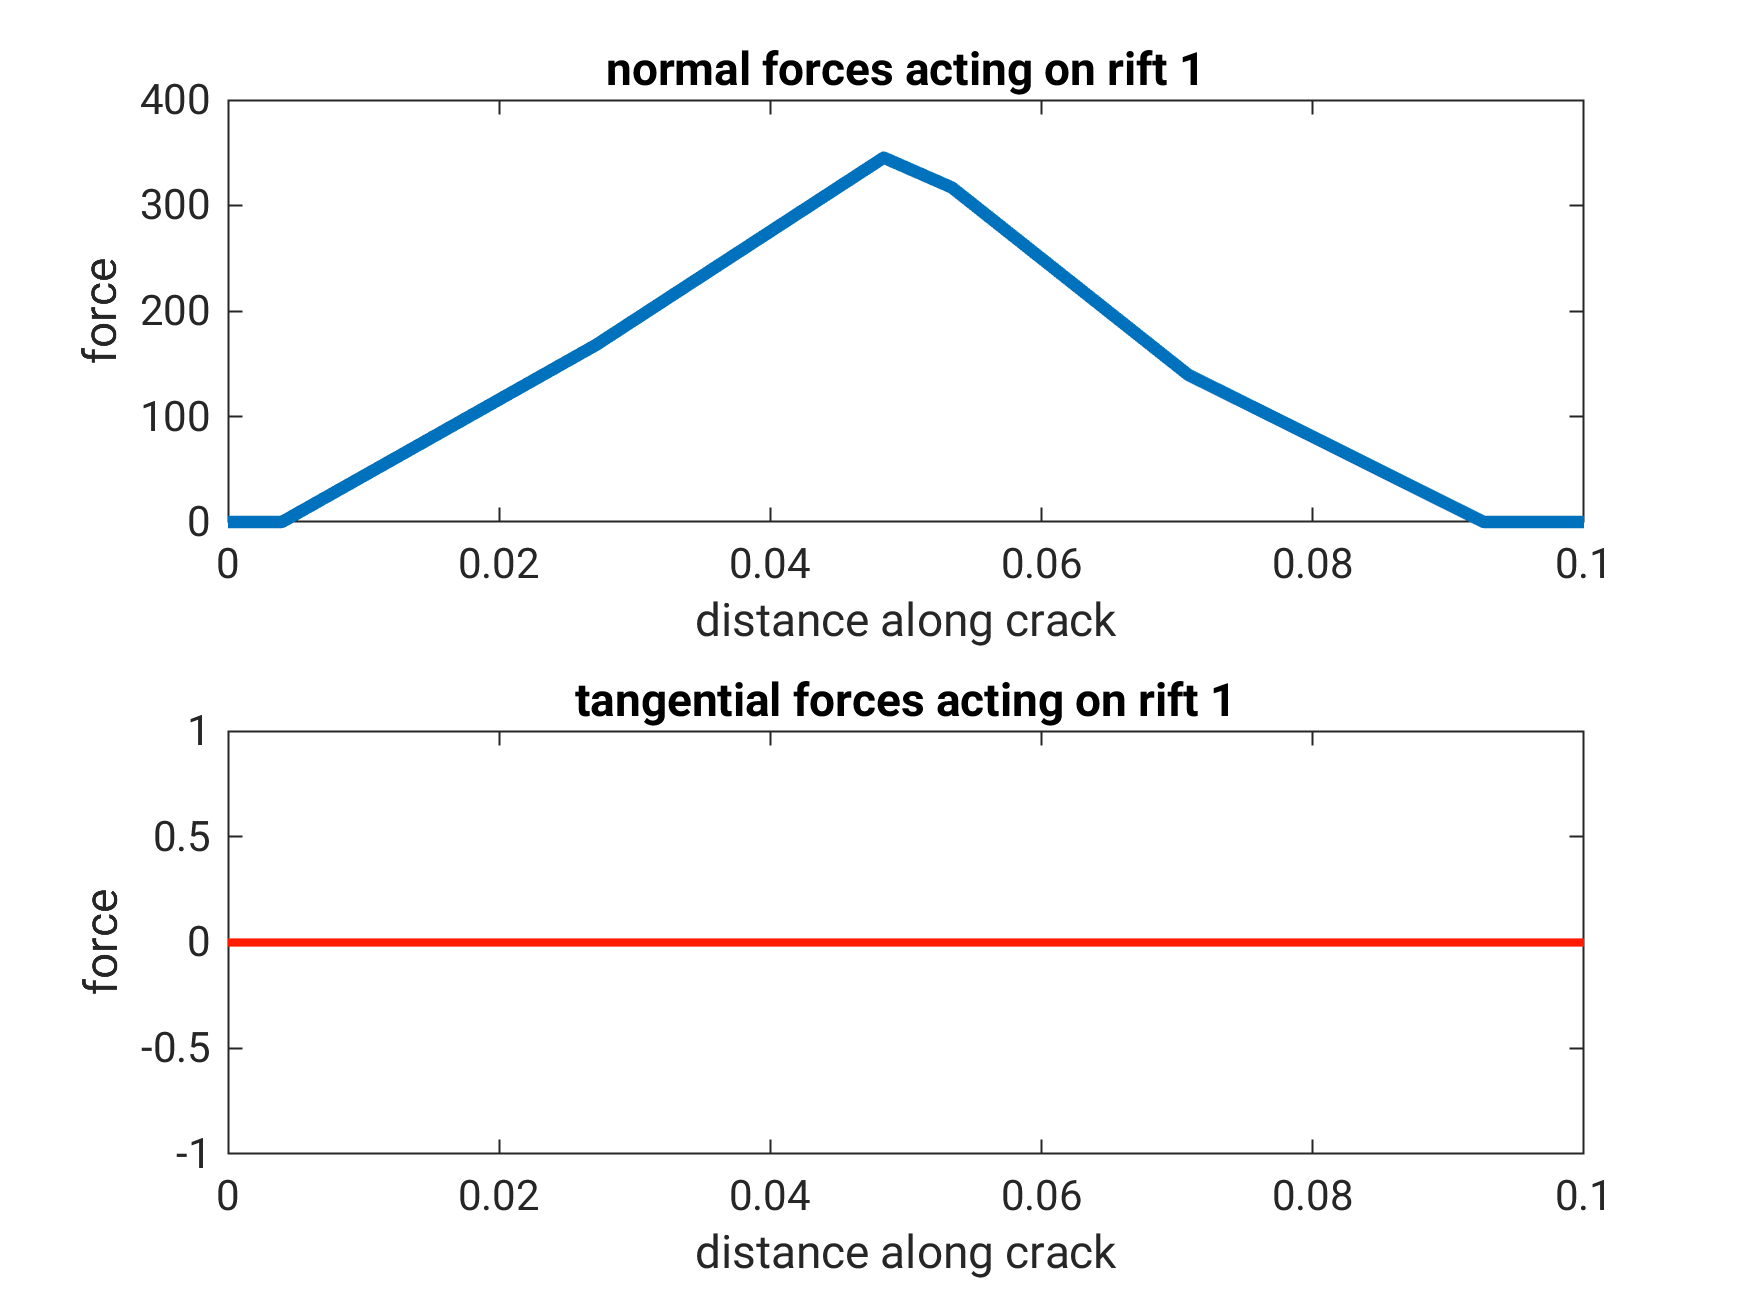 normal forces acting on rift 1
400
300
200
100
0
force
0 0.02 0.04 0.06 0.08 0.1
distance along crack
tangential forces acting on rift 1
1
0.5
0
-0.5
-1
force
0 0.02 0.04 0.06 0.08 0.1
distance along crack